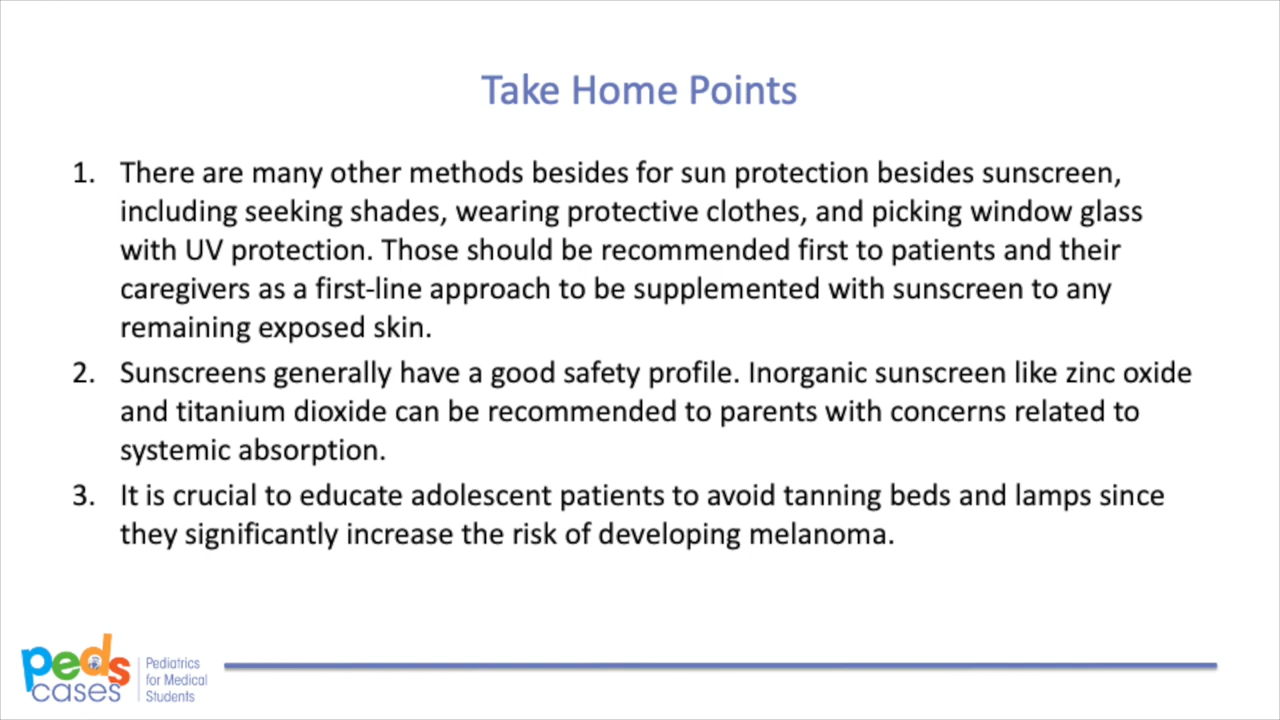 Take Home Points
1. There are many other methods besides for sun protection besides sunscreen,
including seeking shades, wearing protective clothes, and picking window glass
with UV protection. Those should be recommended first to patients and their
caregivers as a first-line approach to be supplemented with sunscreen to any
remaining exposed skin.
2. Sunscreens generally have a good safety profile. Inorganic sunscreen like zinc oxide
and titanium dioxide can be recommended to parents with concerns related to
systemic absorption.
3. It is crucial to educate adolescent patients to avoid tanning beds and lamps since
they significantly increase the risk of developing melanoma.
peds
cases
Pediatrics
for Medical
Students